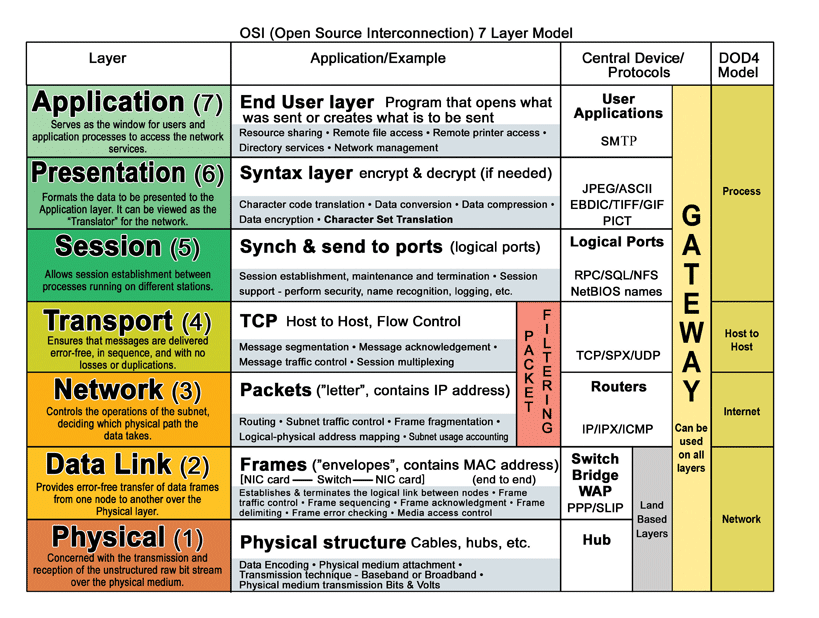 OSI (Open Source Interconnection) 7 Layer Model
Layer
Application/Example
Central Device/
Protocols
DOD4
Model
Application (7)
Serves as the window for users and
application processes to access the network
services.
End User layer Program that opens what
was sent or creates what is to be sent
Resource sharing • Remote file access • Remote printer access •
Directory services • Network management
User
Applications
SMTP
Presentation (6)
Formats the data to be presented to the
Application layer. It can be viewed as the
"Translator" for the network.
Syntax layer encrypt & decrypt (if needed)
Character code translation • Data conversion • Data compression •
Data encryption • Character Set Translation
JPEG/ASCII
EBDIC/TIFF/GIF
PICT
Process
Session (5)
Allows session establishment between
processes running on different stations.
Synch & send to ports (logical ports)
Session establishment, maintenance and termination • Session
support - perform security, name recognition, logging, etc.
Logical Ports
RPC/SQL/NFS
NetBIOS names
Transport (4)
Ensures that messages are delivered
error-free, in sequence, and with no
losses or duplications.
TCP Host to Host, Flow Control
Message segmentation • Message acknowledgement •
Message traffic control • Session multiplexing
PACKET
FILTERING
TCP/SPX/UDP
Host to
Host
Network (3)
Controls the operations of the subnet,
deciding which physical path the
data takes.
Packets ("letter", contains IP address)
Routing • Subnet traffic control • Frame fragmentation •
Logical-physical address mapping • Subnet usage accounting
Routers
IP/IPX/ICMP
Internet
GATEWAY
Can be
used
on all
layers
Data Link (2)
Provides error-free transfer of data frames
from one node to another over the
Physical layer.
Frames ("envelopes", contains MAC address)
[NIC card —— Switch —— NIC card] (end to end)
Establishes & terminates the logical link between nodes • Frame
traffic control • Frame sequencing • Frame acknowledgment • Frame
delimiting • Frame error checking • Media access control
Switch
Bridge
WAP
PPP/SLIP
Land
Based
Layers
Network
Physical (1)
Concerned with the transmission and
reception of the unstructured raw bit stream
over the physical medium.
Physical structure Cables, hubs, etc.
Data Encoding • Physical medium attachment •
Transmission technique - Baseband or Broadband •
Physical medium transmission Bits & Volts
Hub